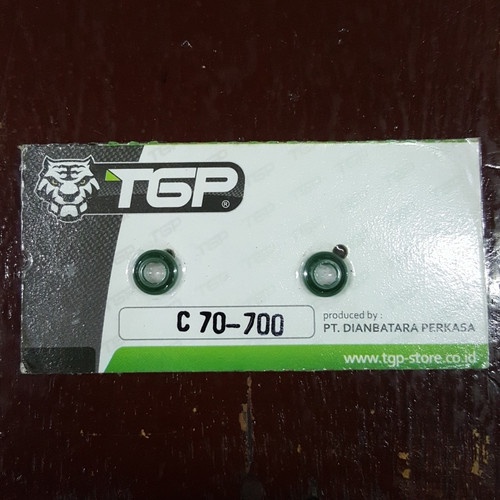 TGP®
C 70-700
produced by :
PT. DIANBATARA PERKASA
www.tgp-store.co.id